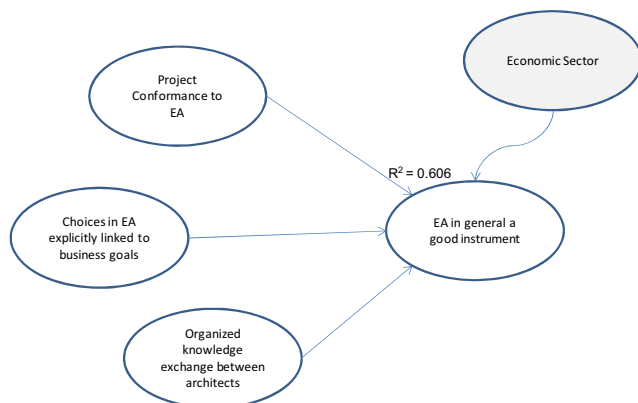 Project
Conformance to
EA
Economic Sector
R² = 0.606
Choices in EA
explicitly linked to
business goals
EA in general a
good instrument
Organized
knowledge
exchange between
architects